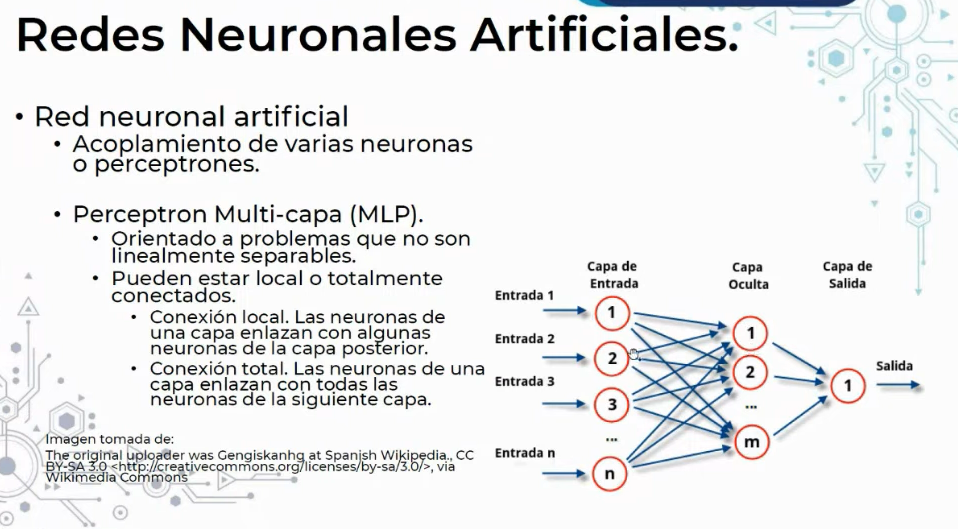 Redes Neuronales Artificiales.
• Red neuronal artificial
• Acoplamiento de varias neuronas
o perceptrones.
• Perceptron Multi-capa (MLP).
• Orientado a problemas que no son
linealmente separables.
• Pueden estar local o totalmente
conectados.
• Conexión local. Las neuronas de
una capa enlazan con algunas
neuronas de la capa posterior.
• Conexión total. Las neuronas de una
capa enlazan con todas las
neuronas de la siguiente capa.
Imagen tomada de:
The original uploader was Gengiskanhg at Spanish Wikipedia., CC
BY-SA 3.0 <http://creativecommons.org/licenses/by-sa/3.0/>, via
Wikimedia Commons
Capa de
Entrada
Capa
Oculta
Capa de
Salida
Entrada 1
Entrada 2
Entrada 3
Entrada n
1
2
3
...
n
1
2
...
m
1
Salida